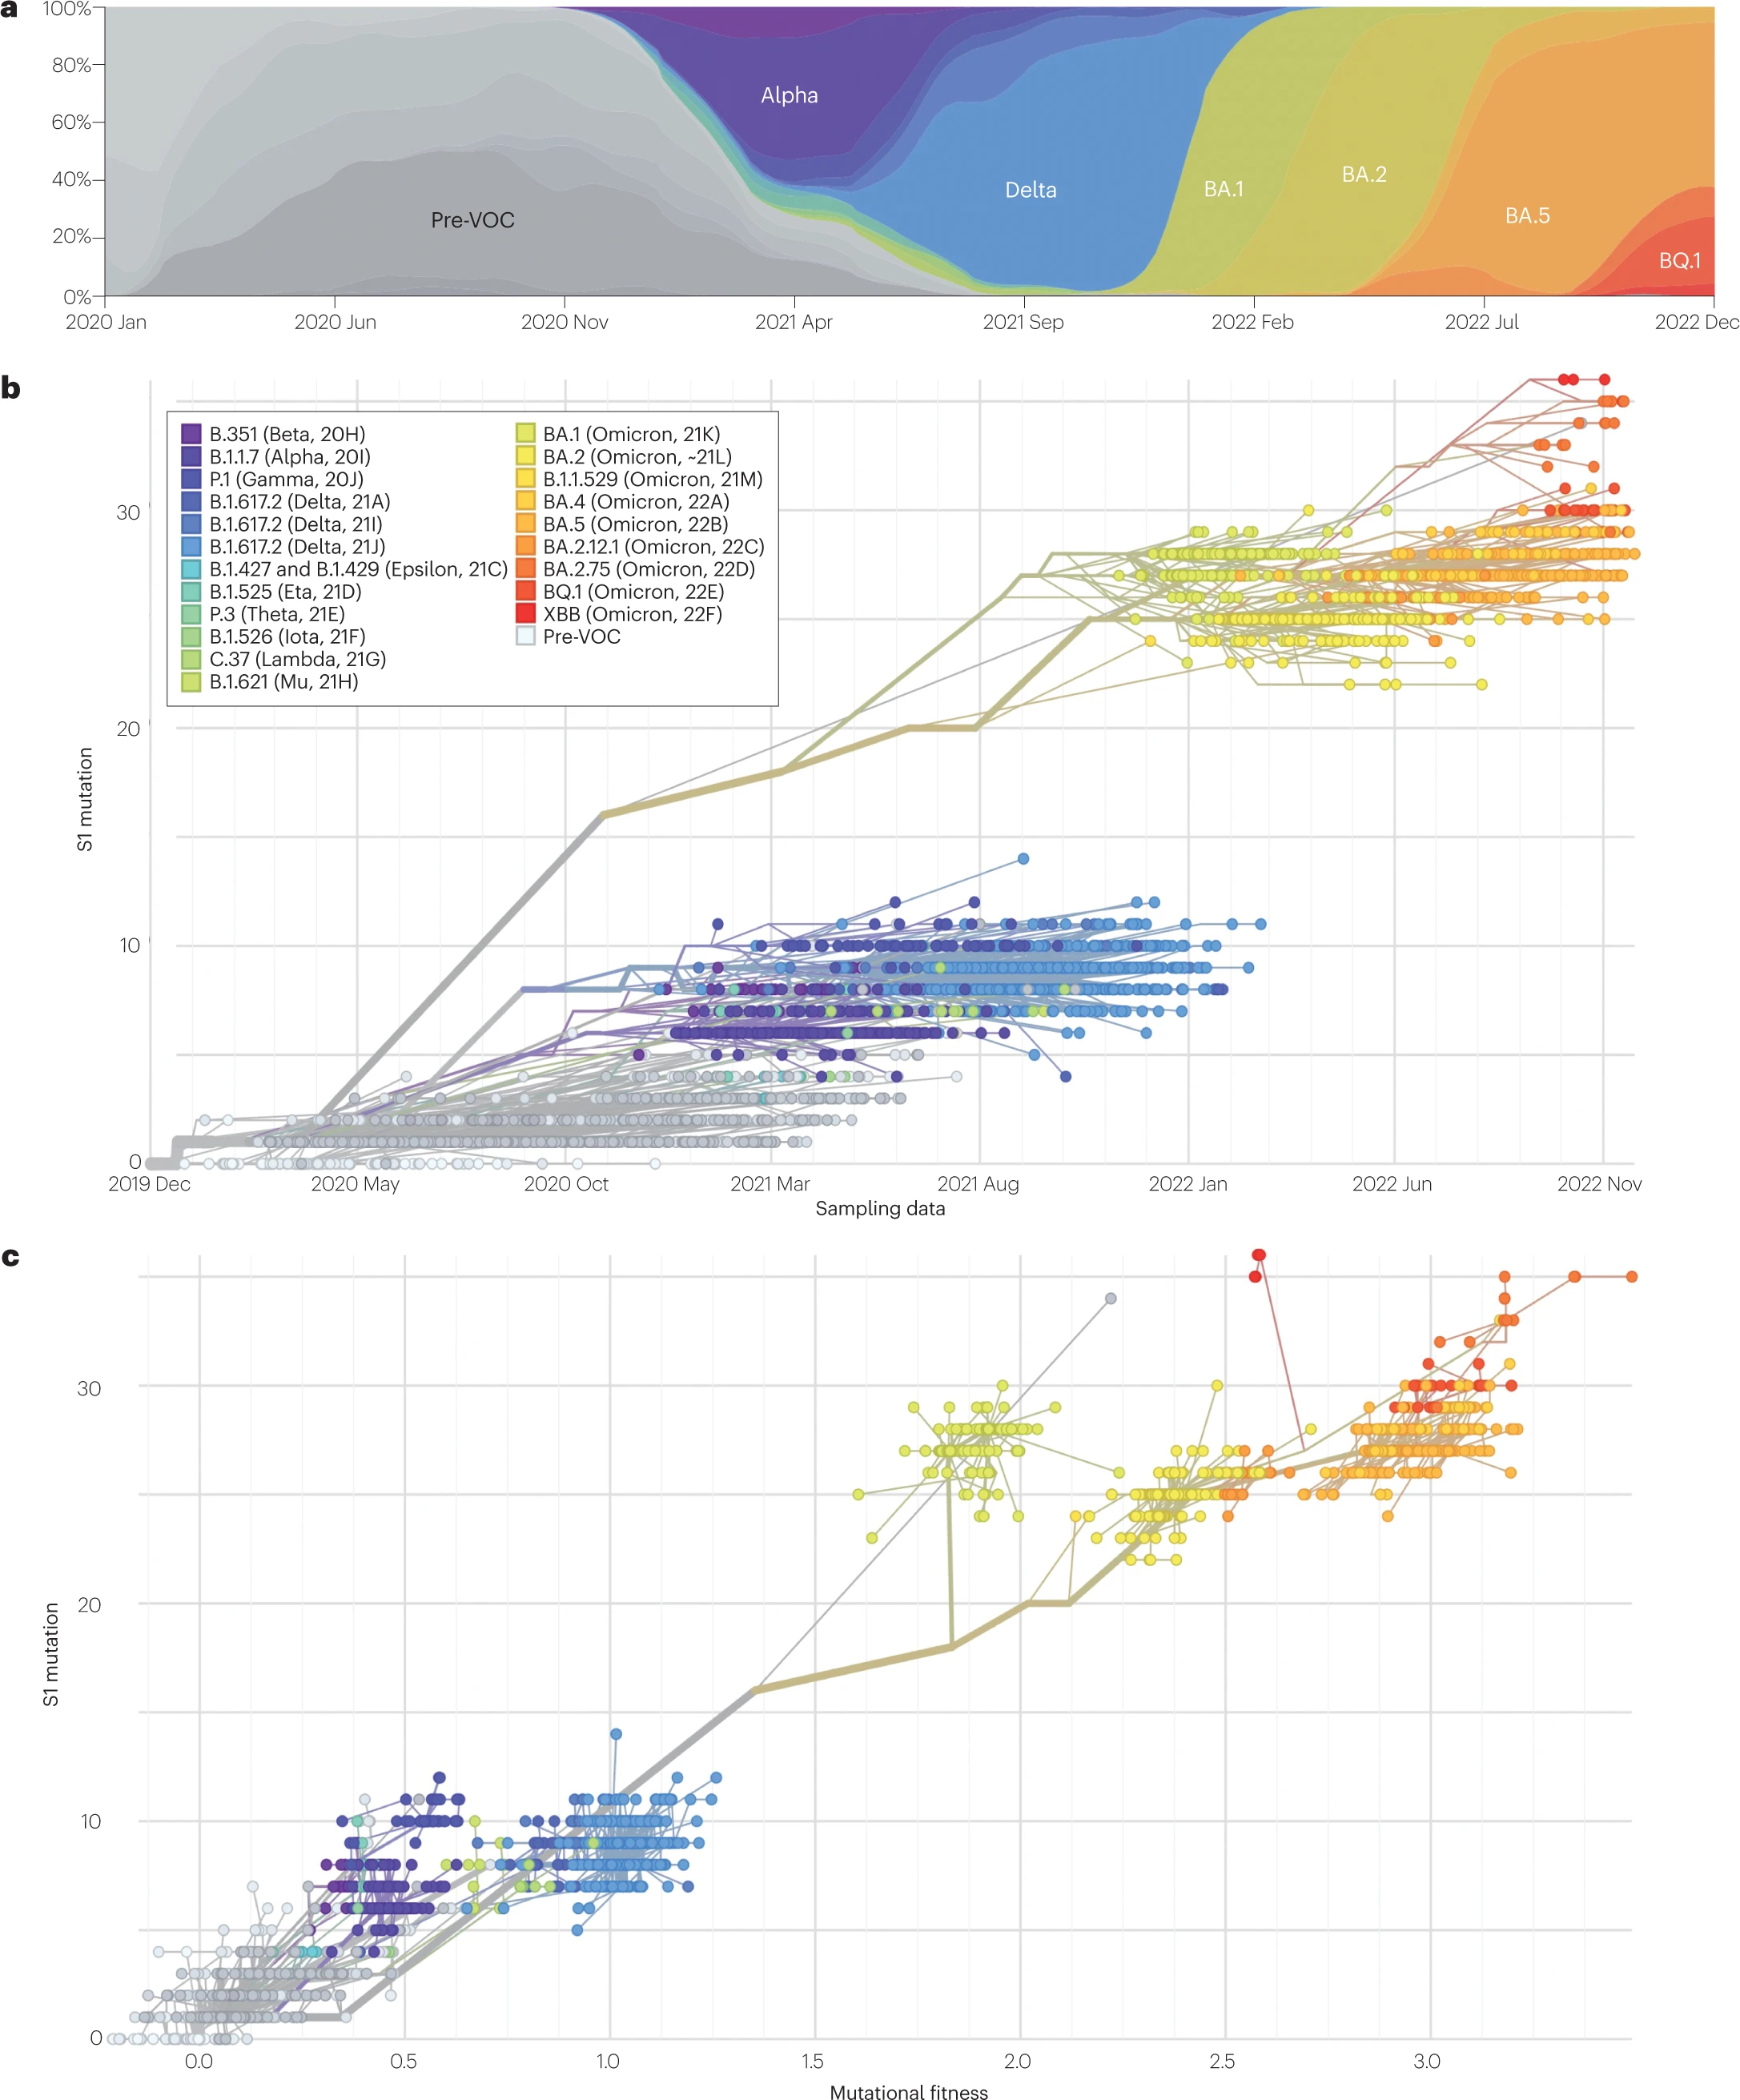 a
100%
80%
60%
40%
20%
0%
Alpha
Pre-VOC
Delta
BA.1
BA.2
BA.5
BQ.1
2020 Jan
2020 Jun
2020 Nov
2021 Apr
2021 Sep
2022 Feb
2022 Jul
2022 Dec
b
B.351 (Beta, 20H)
B.1.1.7 (Alpha, 20I)
P.1 (Gamma, 20J)
B.1.617.2 (Delta, 21A)
B.1.617.2 (Delta, 21I)
B.1.617.2 (Delta, 21J)
B.1.427 and B.1.429 (Epsilon, 21C)
B.1.525 (Eta, 21D)
P.3 (Theta, 21E)
B.1.526 (Iota, 21F)
C.37 (Lambda, 21G)
B.1.621 (Mu, 21H)
BA.1 (Omicron, 21K)
BA.2 (Omicron, ~21L)
B.1.1.529 (Omicron, 21M)
BA.4 (Omicron, 22A)
BA.5 (Omicron, 22B)
BA.2.12.1 (Omicron, 22C)
BA.2.75 (Omicron, 22D)
BQ.1 (Omicron, 22E)
XBB (Omicron, 22F)
Pre-VOC
30
20
10
0
S1 mutation
2019 Dec
2020 May
2020 Oct
2021 Mar
2021 Aug
2022 Jan
2022 Jun
2022 Nov
Sampling data
c
30
20
10
0
S1 mutation
0.0
0.5
1.0
1.5
2.0
2.5
3.0
Mutational fitness